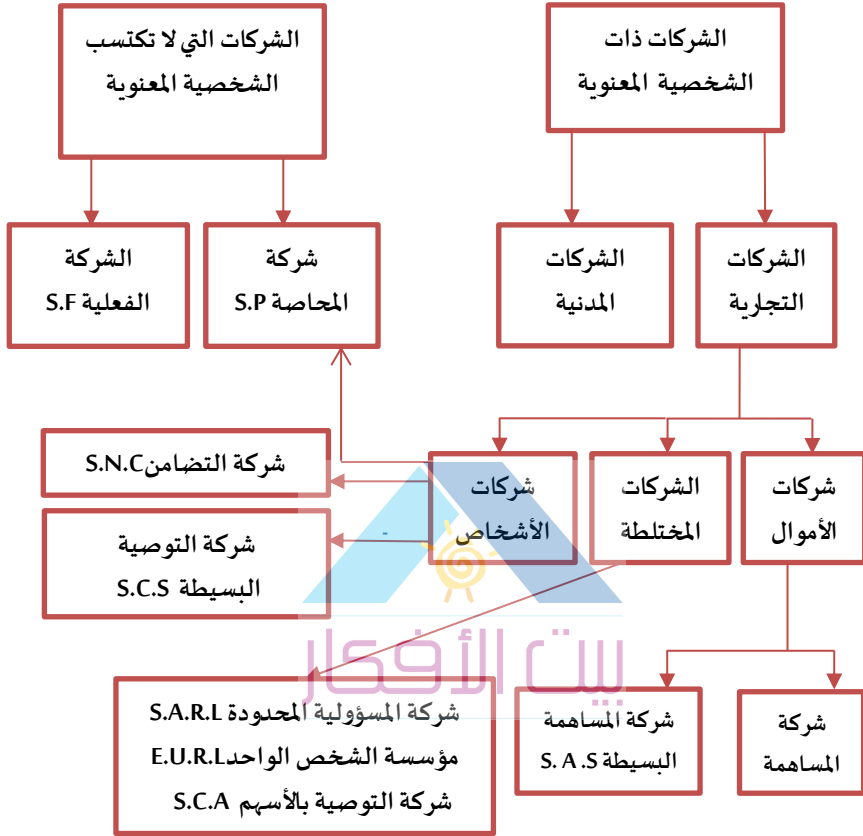 الشركات ذات
الشخصية المعنوية
الشركات التي لا تكتسب
الشخصية المعنوية
الشركات
التجارية
الشركات
المدنية
شركة
المحاصة S.P
الشركة
الفعلية S.F
شركات
الأموال
الشركات
المختلطة
شركات
الأشخاص
شركة التضامنS.N.C
شركة التوصية
البسيطة S.C.S
شركة
المساهمة
شركة المساهمة
البسيطة S. A .S
شركة المسؤولية المحدودة S.A.R.L
مؤسسة الشخص الواحدE.U.R.L
شركة التوصية بالأسهم S.C.A
بيت الأفكار